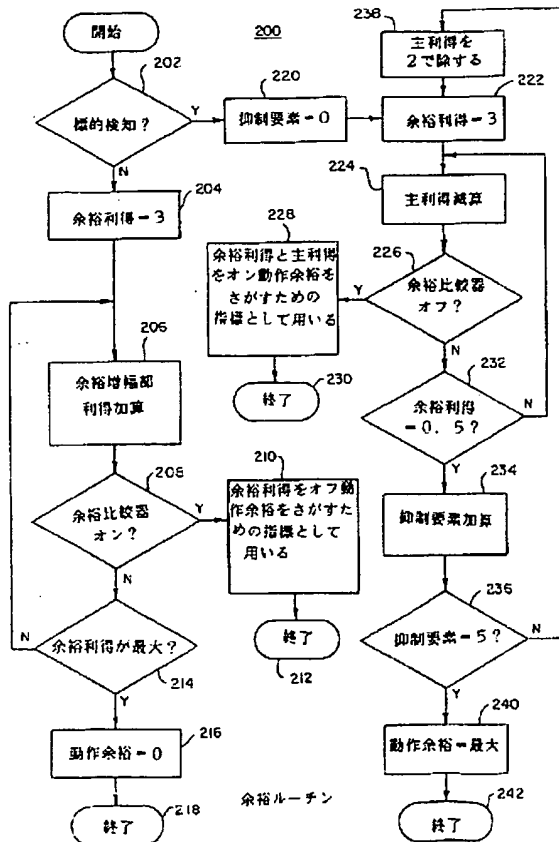 開始
200
202
標的検知?
Y
N
220
抑制要素=0
238
主利得を
2で除する
222
余裕利得=3
204
余裕利得=3
224
主利得減算
228
余裕利得と主利得
をオン動作余裕を
さがすための
指標として用いる
226
余裕比較器
オフ?
Y
N
230
終了
206
余裕増幅部
利得加算
232
余裕利得
=0.5?
N
Y
208
余裕比較器
オン?
Y
N
210
余裕利得をオフ動
作余裕をさがすた
めの指標として
用いる
234
抑制要素加算
212
終了
236
抑制要素=5?
N
Y
N
余裕利得が最大?
214
Y
216
動作余裕=0
240
動作余裕=最大
218
終了
余裕ルーチン
242
終了